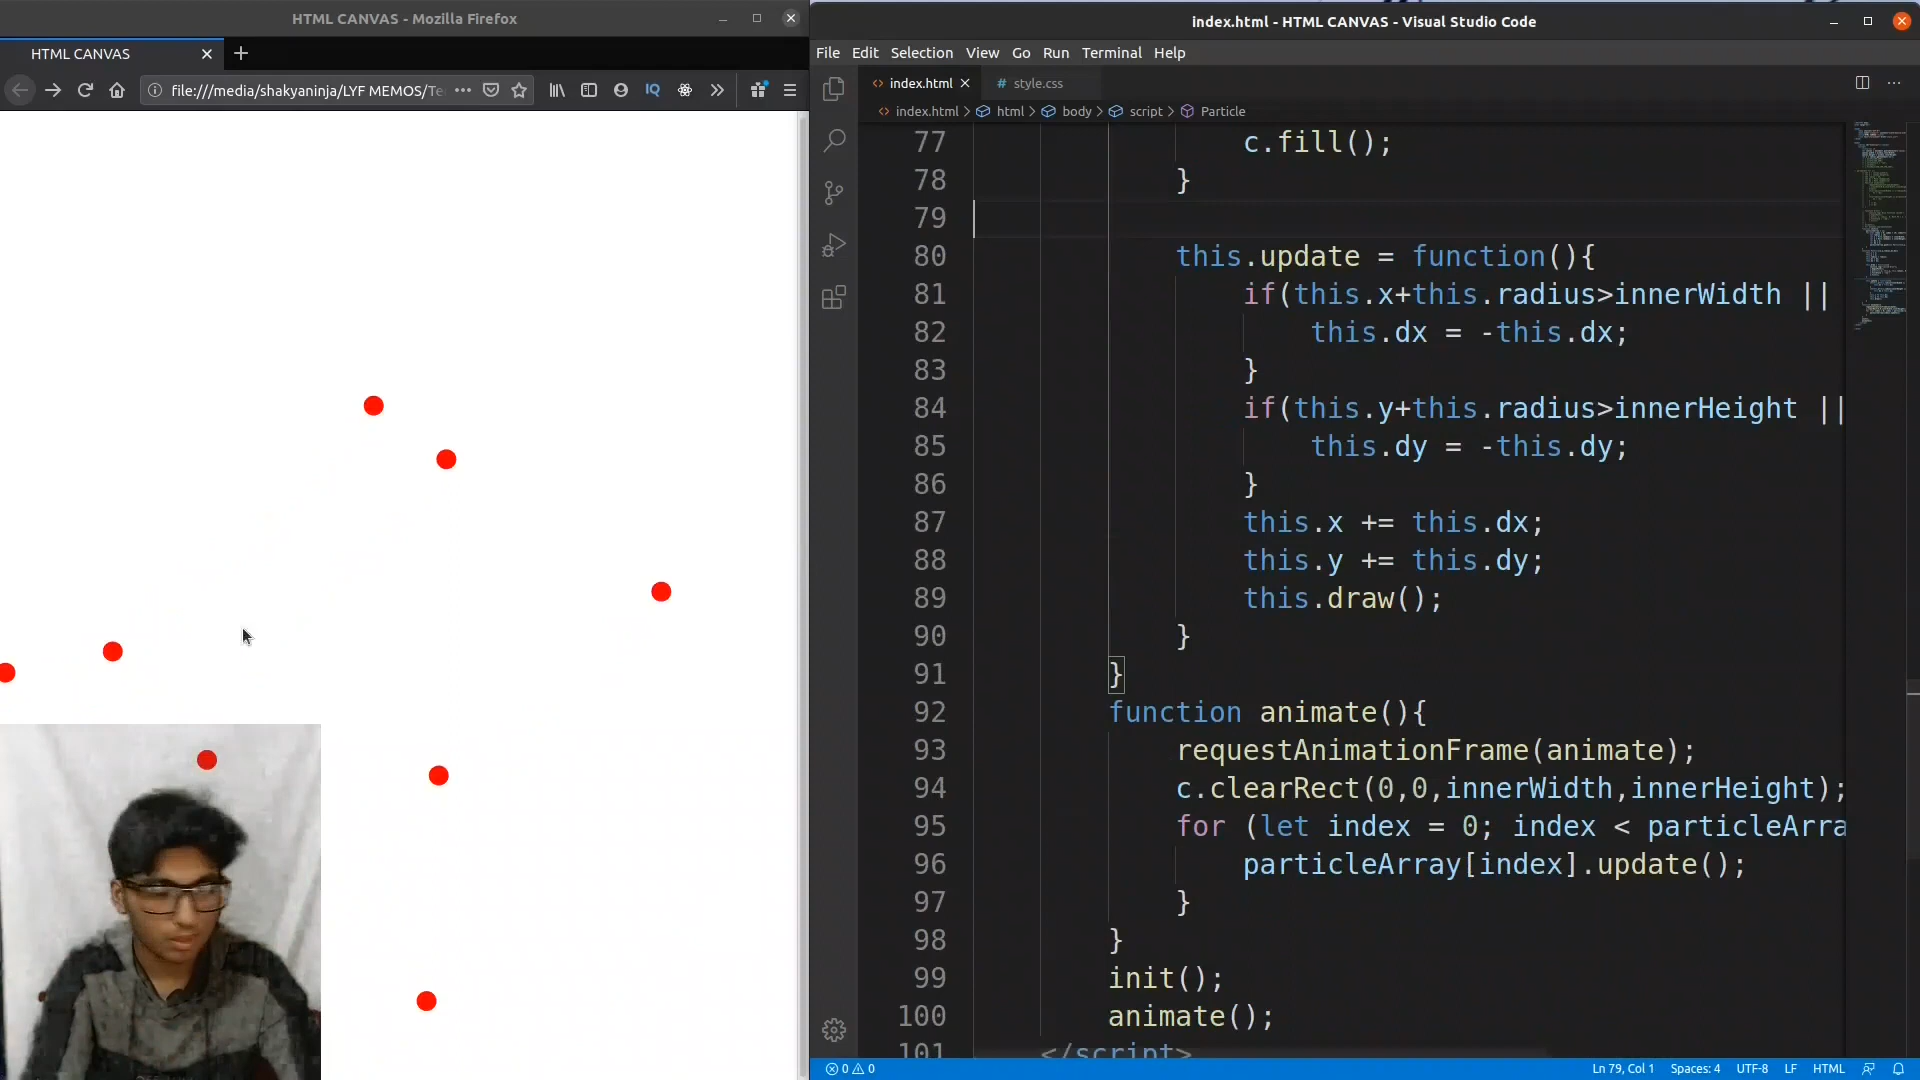 HTML CANVAS - Mozilla Firefox
HTML CANVAS
file:///media/shakyaninja/LYF MEMOS/Te
IQ
index.html - HTML CANVAS - Visual Studio Code
File Edit Selection View Go Run Terminal Help
index.html
# style.css
index.html > html > body > script > Particle
77 c.fill();
78 }
79
80 this.update = function(){
81 if(this.x+this.radius>innerWidth ||
82 this.dx = -this.dx;
83 }
84 if(this.y+this.radius>innerHeight ||
85 this.dy = -this.dy;
86 }
87 this.x += this.dx;
88 this.y += this.dy;
89 this.draw();
90 }
91 }
92 function animate(){
93 requestAnimationFrame(animate);
94 c.clearRect(0,0,innerWidth,innerHeight);
95 for (let index = 0; index < particleArra
96 particleArray[index].update();
97 }
98 }
99 init();
100 animate();
101 </script>
0 0 Ln 79, Col 1 Spaces: 4 UTF-8 LF HTML